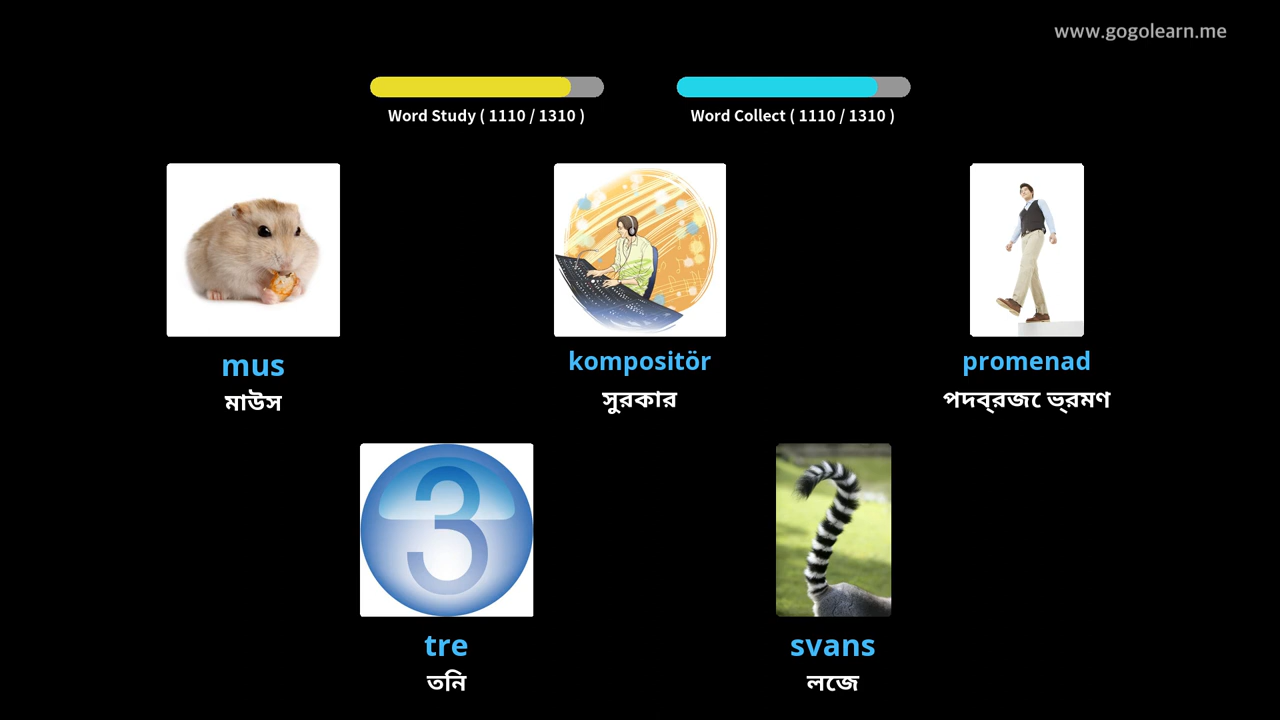 www.gogolearn.me
Word Study ( 1110 / 1310 )
Word Collect ( 1110 / 1310 )
mus
kompositör
promenad
মাউস
সুরকার
পদব্রজে ভ্রমণ
3
tre
svans
তিন
লেজ